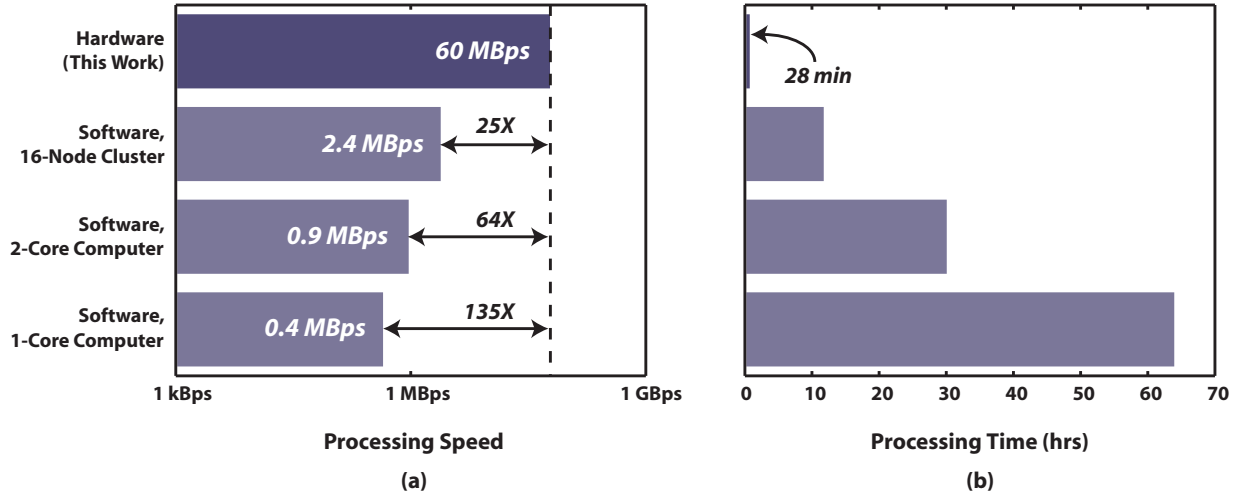 Hardware
(This Work)
60 MBps
Software,
16-Node Cluster
2.4 MBps
25X
Software,
2-Core Computer
0.9 MBps
64X
Software,
1-Core Computer
0.4 MBps
135X
1 kBps
1 MBps
1 GBps
Processing Speed
(a)
28 min
0 10 20 30 40 50 60 70
Processing Time (hrs)
(b)